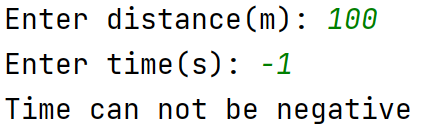 Enter distance(m): 100
Enter time(s): -1
Time can not be negative